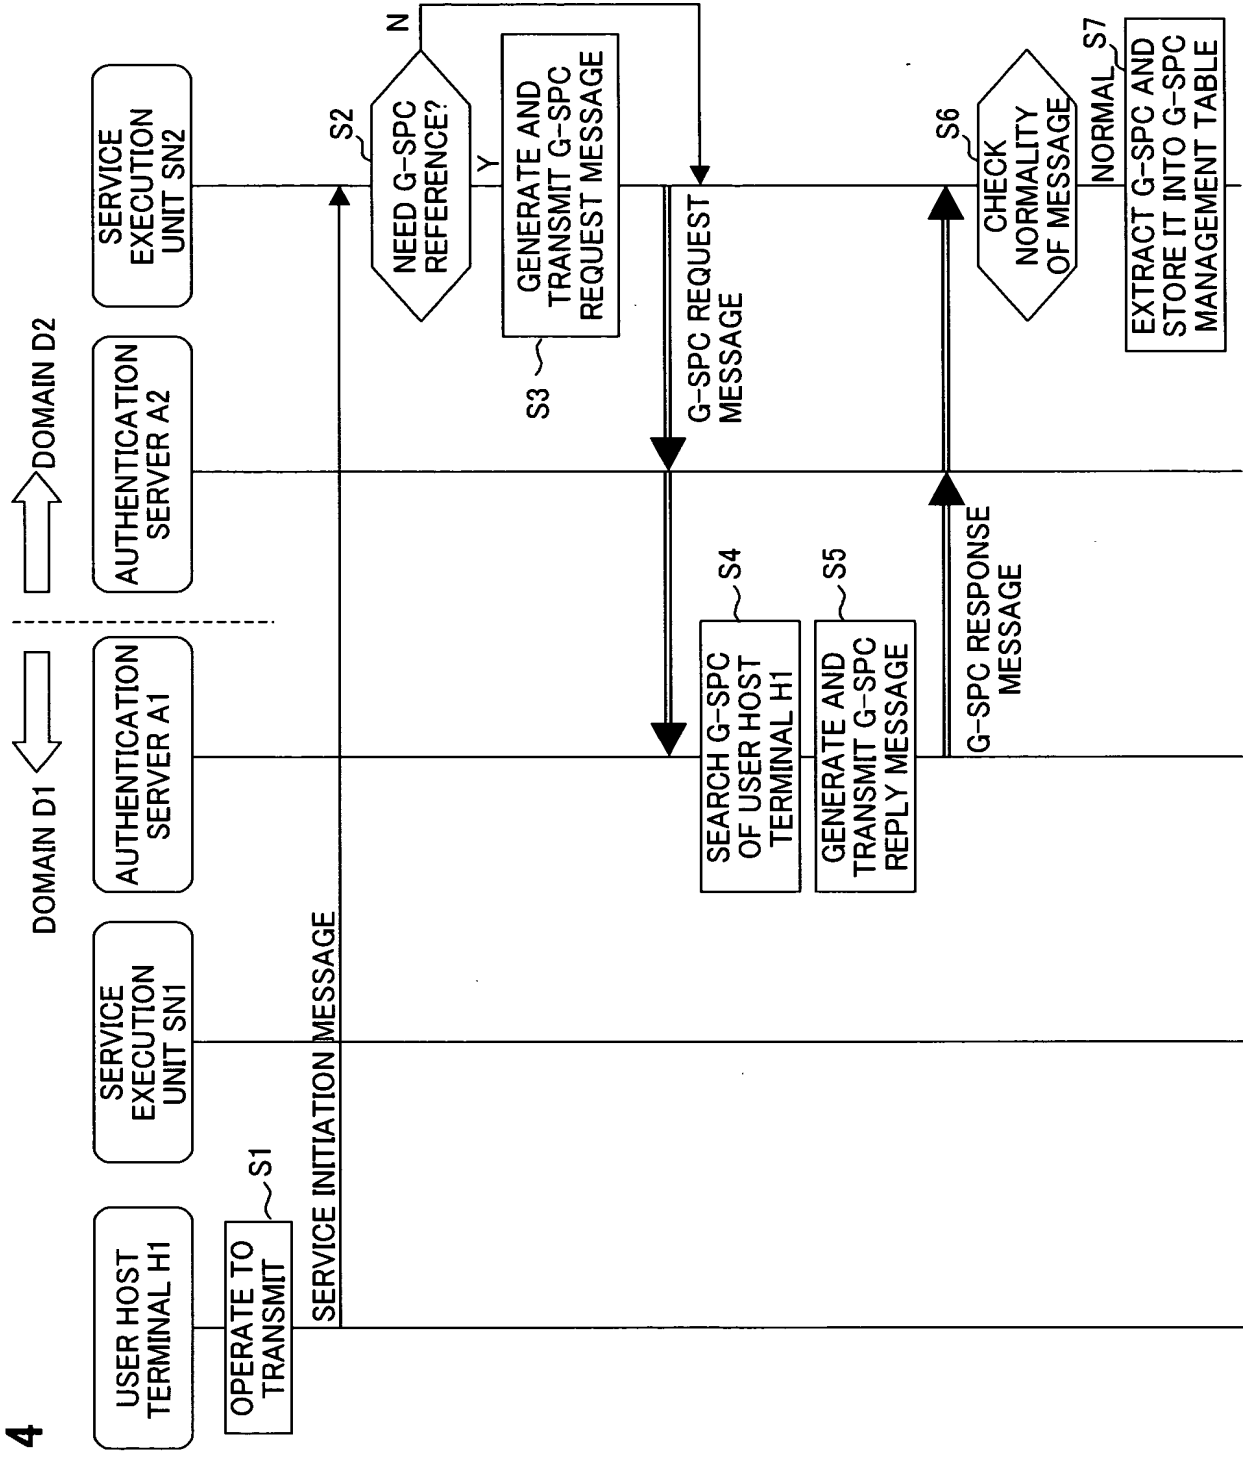 4
DOMAIN D1
DOMAIN D2
USER HOST
TERMINAL H1
SERVICE
EXECUTION
UNIT SN1
AUTHENTICATION
SERVER A1
AUTHENTICATION
SERVER A2
SERVICE
EXECUTION
UNIT SN2
OPERATE TO
TRANSMIT
S1
SERVICE INITIATION MESSAGE
S2
NEED G-SPC
REFERENCE?
N
Y
S3
GENERATE AND
TRANSMIT G-SPC
REQUEST MESSAGE
G-SPC REQUEST
MESSAGE
S4
SEARCH G-SPC
OF USER HOST
TERMINAL H1
S5
GENERATE AND
TRANSMIT G-SPC
REPLY MESSAGE
G-SPC RESPONSE
MESSAGE
S6
CHECK
NORMALITY
OF MESSAGE
NORMAL
S7
EXTRACT G-SPC AND
STORE IT INTO G-SPC
MANAGEMENT TABLE